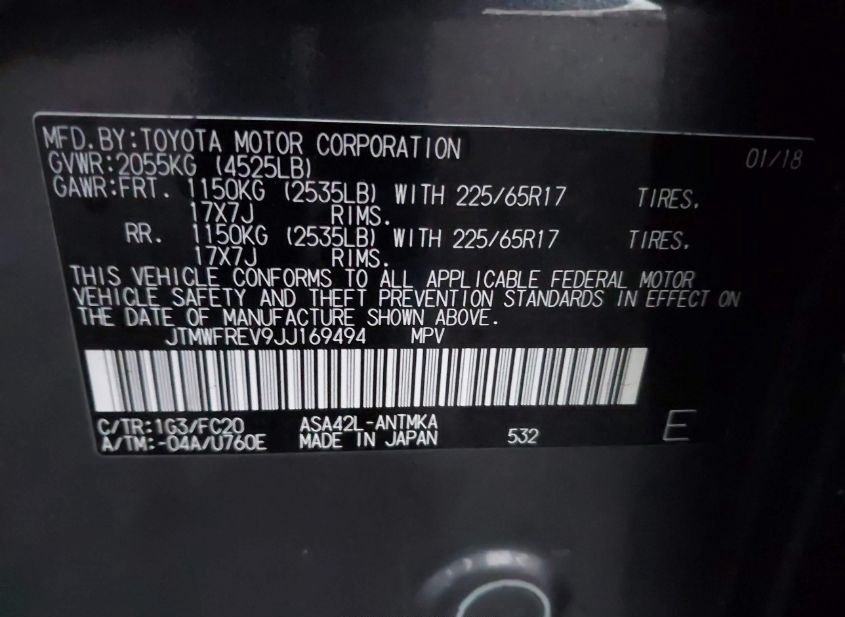 MFD.BY:TOYOTA MOTOR CORPORATION 01/18
GVWR:2055KG (4525LB)
GAWR:FRT. 1150KG (2535LB) WITH 225/65R17 TIRES.
17X7J RIMS.
RR. 1150KG (2535LB) WITH 225/65R17 TIRES.
17X7J RIMS.
THIS VEHICLE CONFORMS TO ALL APPLICABLE FEDERAL MOTOR
VEHICLE SAFETY AND THEFT PREVENTION STANDARDS IN EFFECT ON
THE DATE OF MANUFACTURE SHOWN ABOVE.
JTMWFREV9JJ169494 MPV
C/TR:1G3/FC20 ASA42L-ANTMKA
A/TM:-04A/U760E MADE IN JAPAN 532 E